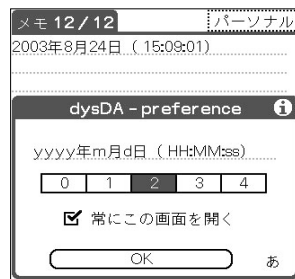 メモ 12/12 パーソナル
2003年8月24日 ( 15:09:01)
dysDA - preference i
yyyy年m月d日 ( HH:MM:ss)
0 1 2 3 4
常にこの画面を開く
OK あ